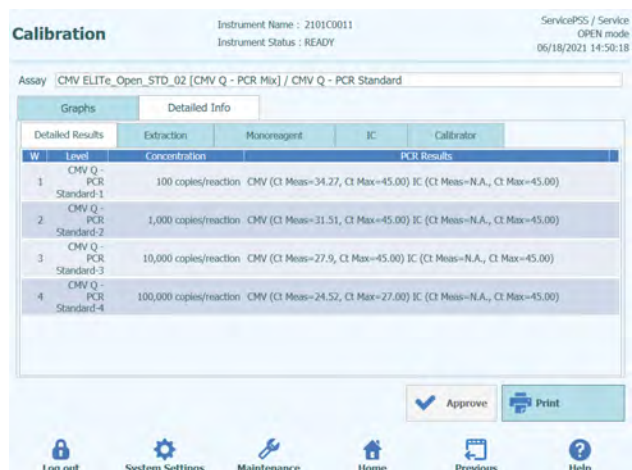 Calibration
Instrument Name : 2101C0011
Instrument Status : READY
ServicePSS / Service
OPEN mode
06/18/2021 14:50:18
Assay CMV ELITe_Open_STD_02 [CMV Q - PCR Mix] / CMV Q - PCR Standard
Graphs Detailed Info
Detailed Results Extraction Monoreagent IC Calibrator
W Level Concentration PCR Results
CMV Q -
1 PCR 100 copies/reaction CMV (Ct Meas=34.27, Ct Max=45.00) IC (Ct Meas=N.A., Ct Max=45.00)
Standard-1
CMV Q -
2 PCR 1,000 copies/reaction CMV (Ct Meas=31.51, Ct Max=45.00) IC (Ct Meas=N.A., Ct Max=45.00)
Standard-2
CMV Q -
3 PCR 10,000 copies/reaction CMV (Ct Meas=27.9, Ct Max=45.00) IC (Ct Meas=N.A., Ct Max=45.00)
Standard-3
CMV Q -
4 PCR 100,000 copies/reaction CMV (Ct Meas=24.52, Ct Max=27.00) IC (Ct Meas=N.A., Ct Max=45.00)
Standard-4
Approve Print
Log out System Settings Maintenance Home Previous Help